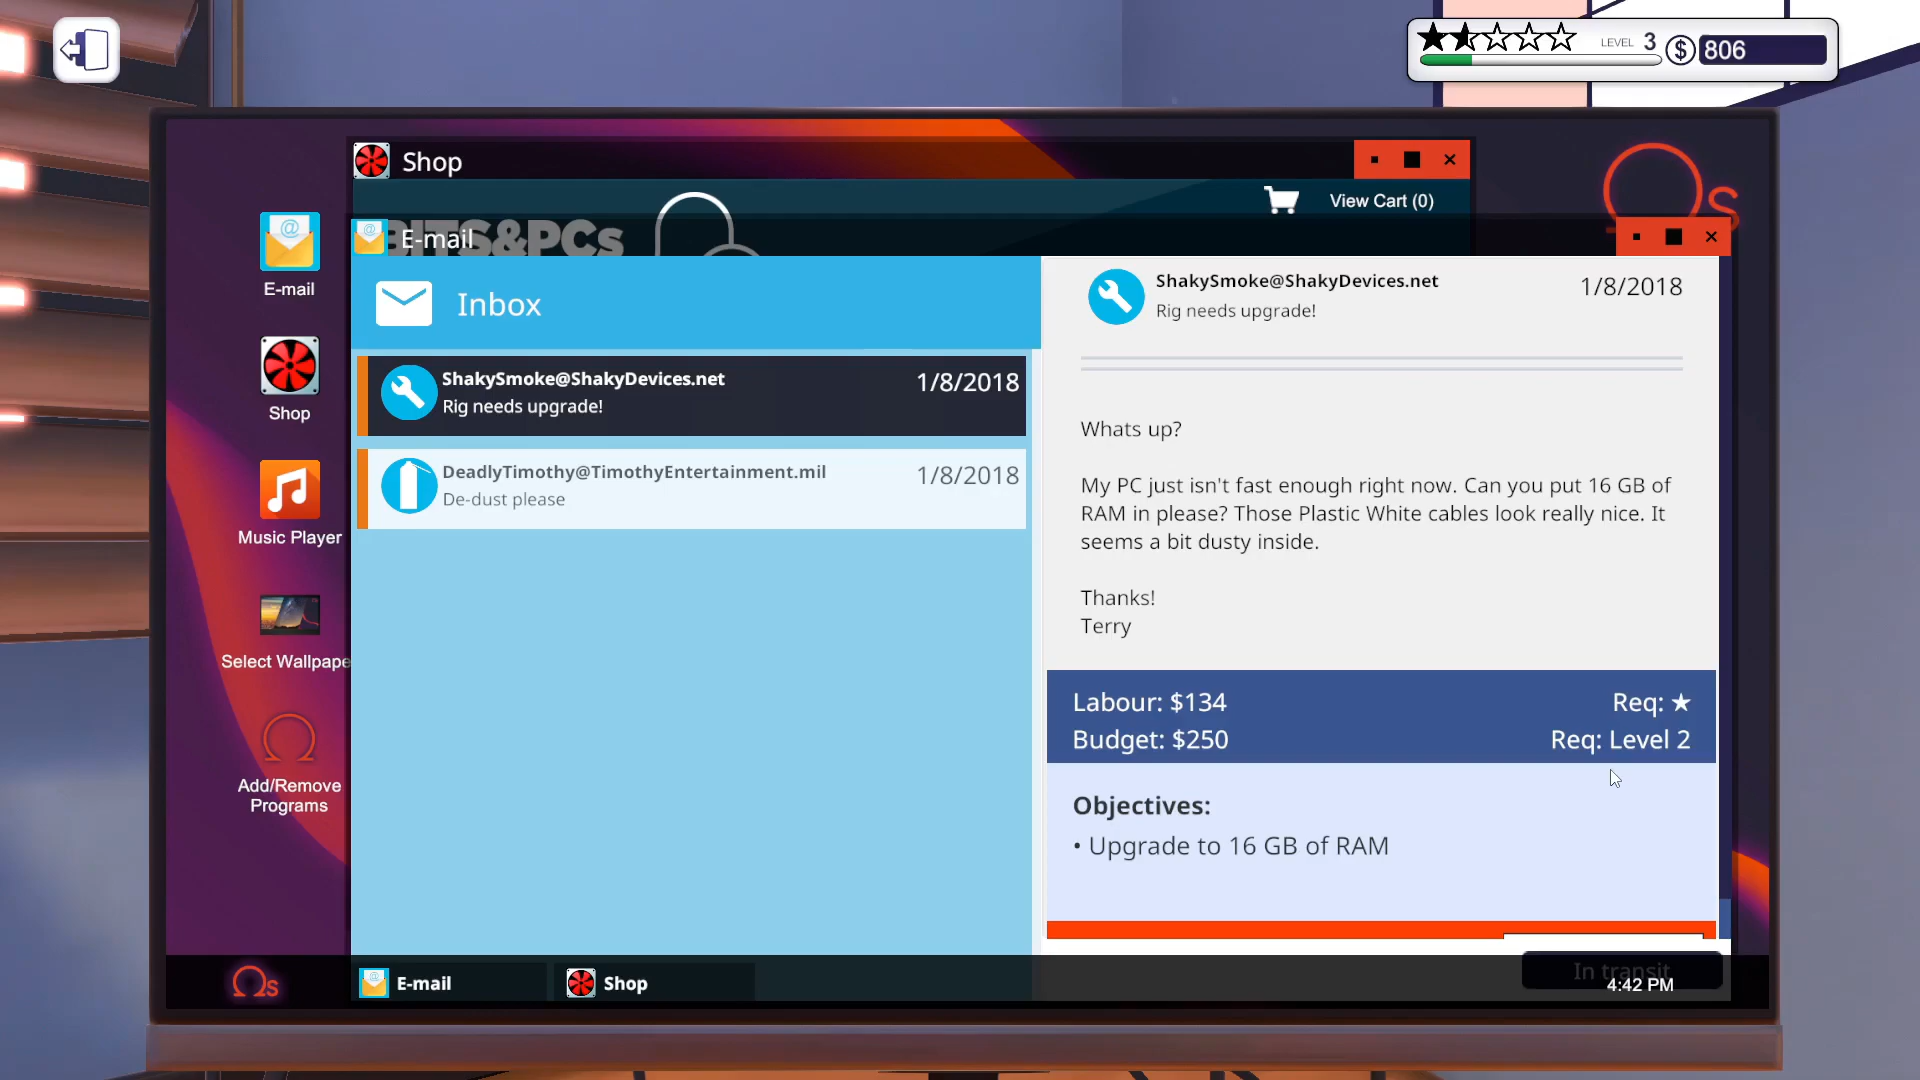 LEVEL 3 $ 806
Shop
View Cart (0)
BITS&PCs
E-mail
E-mail
Shop
Music Player
Select Wallpape
Add/Remove
Programs
Inbox
ShakySmoke@ShakyDevices.net 1/8/2018
Rig needs upgrade!
DeadlyTimothy@TimothyEntertainment.mil 1/8/2018
De-dust please
ShakySmoke@ShakyDevices.net 1/8/2018
Rig needs upgrade!
Whats up?
My PC just isn't fast enough right now. Can you put 16 GB of
RAM in please? Those Plastic White cables look really nice. It
seems a bit dusty inside.
Thanks!
Terry
Labour: $134 Req: ★
Budget: $250 Req: Level 2
Objectives:
• Upgrade to 16 GB of RAM
In transit
Ωs E-mail Shop 4:42 PM